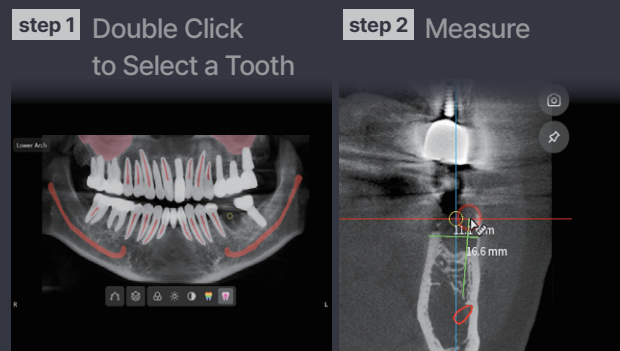 step 1
Double Click
to Select a Tooth
step 2
Measure
Lower Arch
16.6 mm
R
L